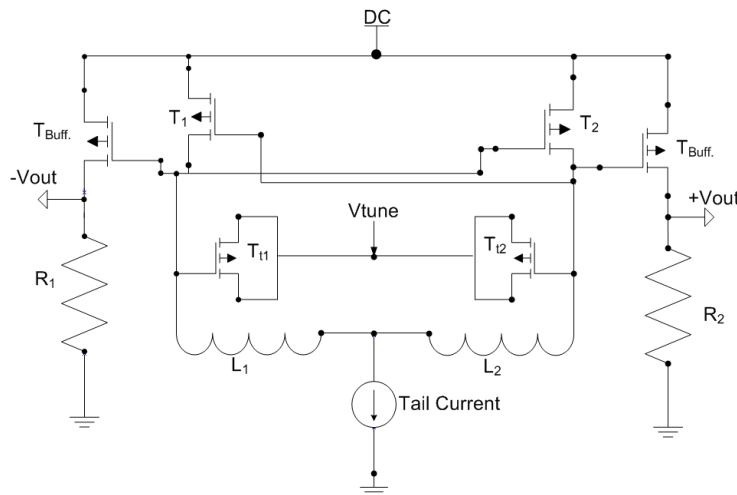 DC
T1
T2
TBuff.
TBuff.
-Vout
+Vout
Vtune
Tt1
Tt2
R1
R2
L1
L2
Tail Current